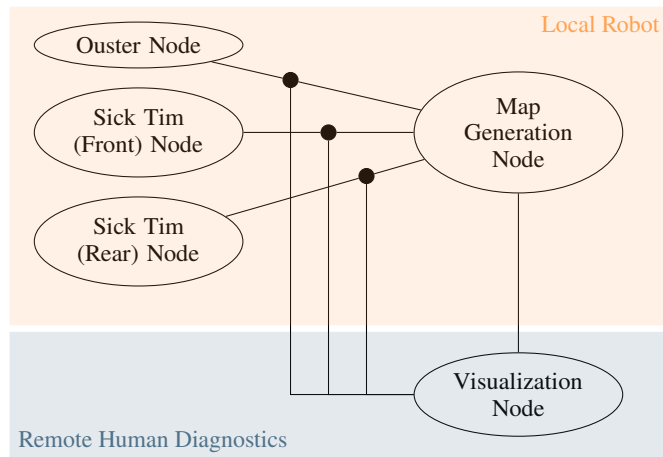 Local Robot
Ouster Node
Sick Tim
(Front) Node
Map
Generation
Node
Sick Tim
(Rear) Node
Visualization
Node
Remote Human Diagnostics